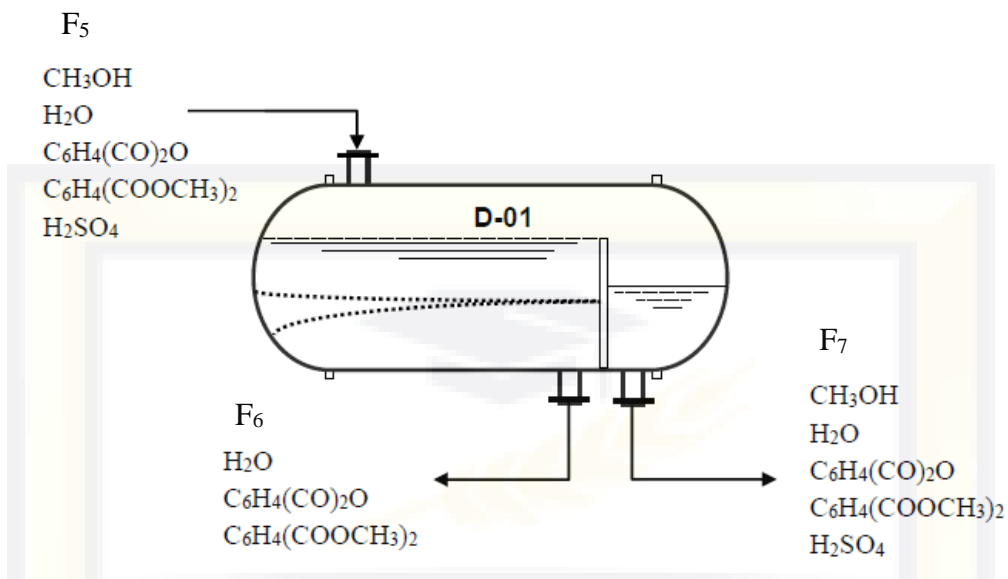 F₅
CH₃OH
H₂O
C₆H₄(CO)₂O
C₆H₄(COOCH₃)₂
H₂SO₄
D-01
F₆
H₂O
C₆H₄(CO)₂O
C₆H₄(COOCH₃)₂
F₇
CH₃OH
H₂O
C₆H₄(CO)₂O
C₆H₄(COOCH₃)₂
H₂SO₄